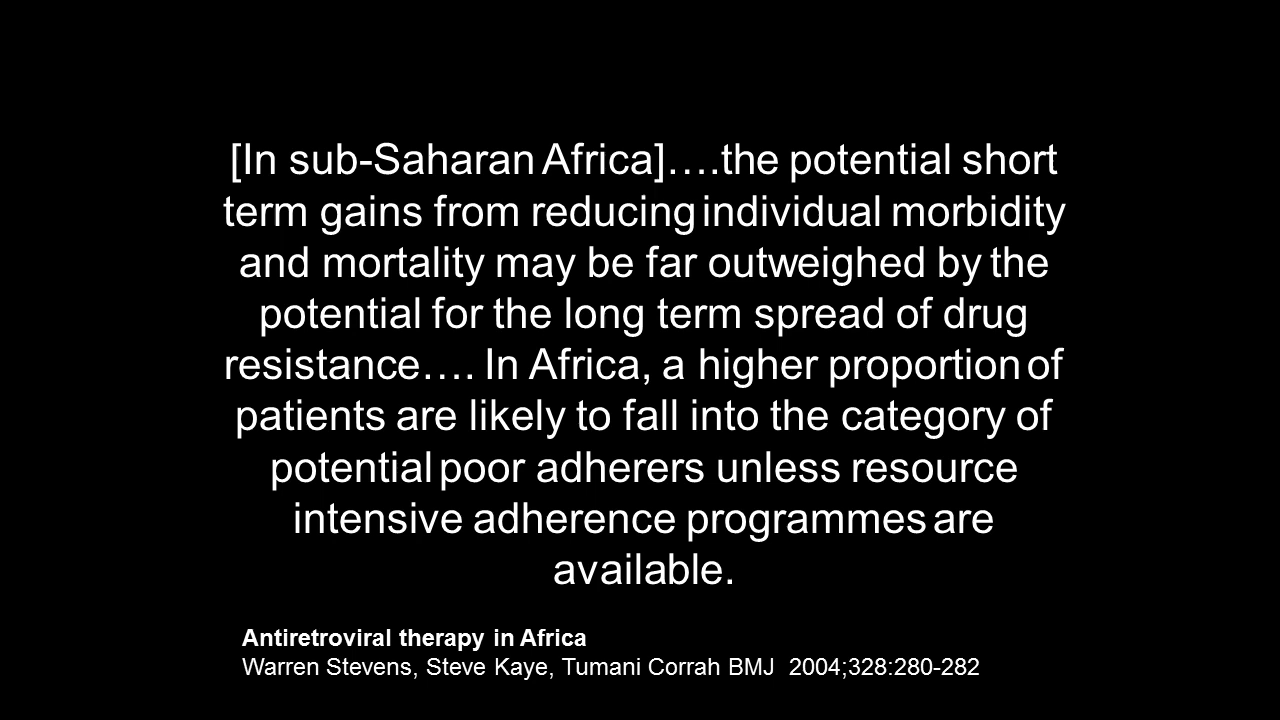 [In sub-Saharan Africa]….the potential short
term gains from reducing individual morbidity
and mortality may be far outweighed by the
potential for the long term spread of drug
resistance…. In Africa, a higher proportion of
patients are likely to fall into the category of
potential poor adherers unless resource
intensive adherence programmes are
available.
Antiretroviral therapy in Africa
Warren Stevens, Steve Kaye, Tumani Corrah BMJ 2004;328:280-282